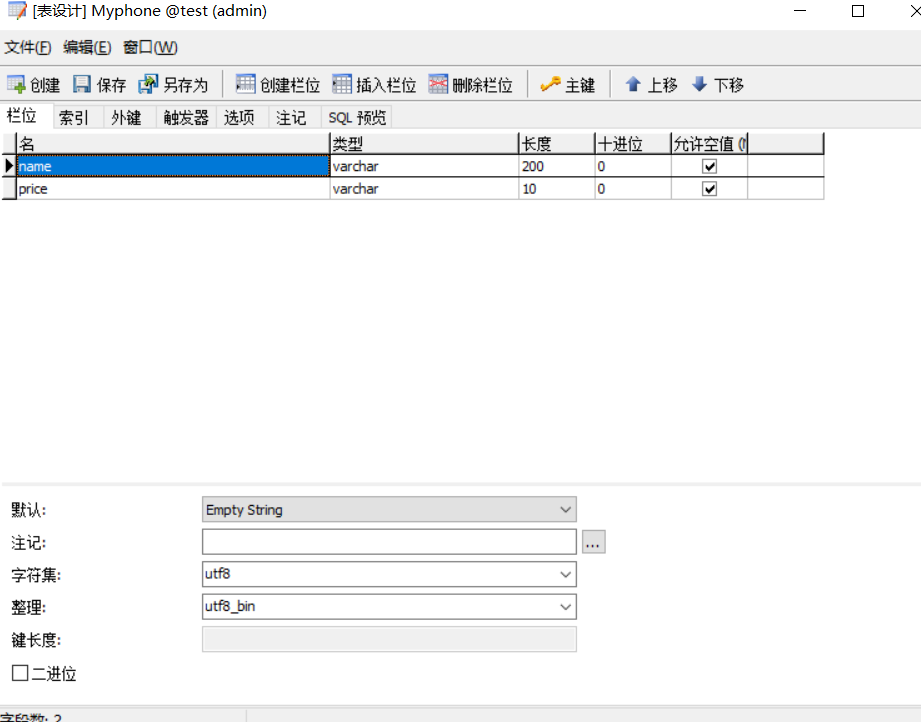 [表设计] Myphone @test (admin)
文件(F) 编辑(E) 窗口(W)
创建 保存 另存为 创建栏位 插入栏位 删除栏位 主键 上移 下移
栏位 索引 外键 触发器 选项 注记 SQL 预览
名 类型 长度 十进位 允许空值 (
name varchar 200 0
price varchar 10 0
默认: Empty String
注记: ...
字符集: utf8
整理: utf8_bin
键长度:
二进位
字段数: 2